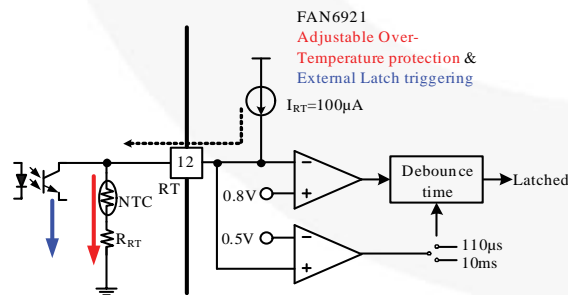 FAN6921
Adjustable Over-
Temperature protection &
External Latch triggering
IRT=100μA
12
RT
NTC
RRT
0.8V
0.5V
−
+
−
+
Debounce
time
Latched
110μs
10ms